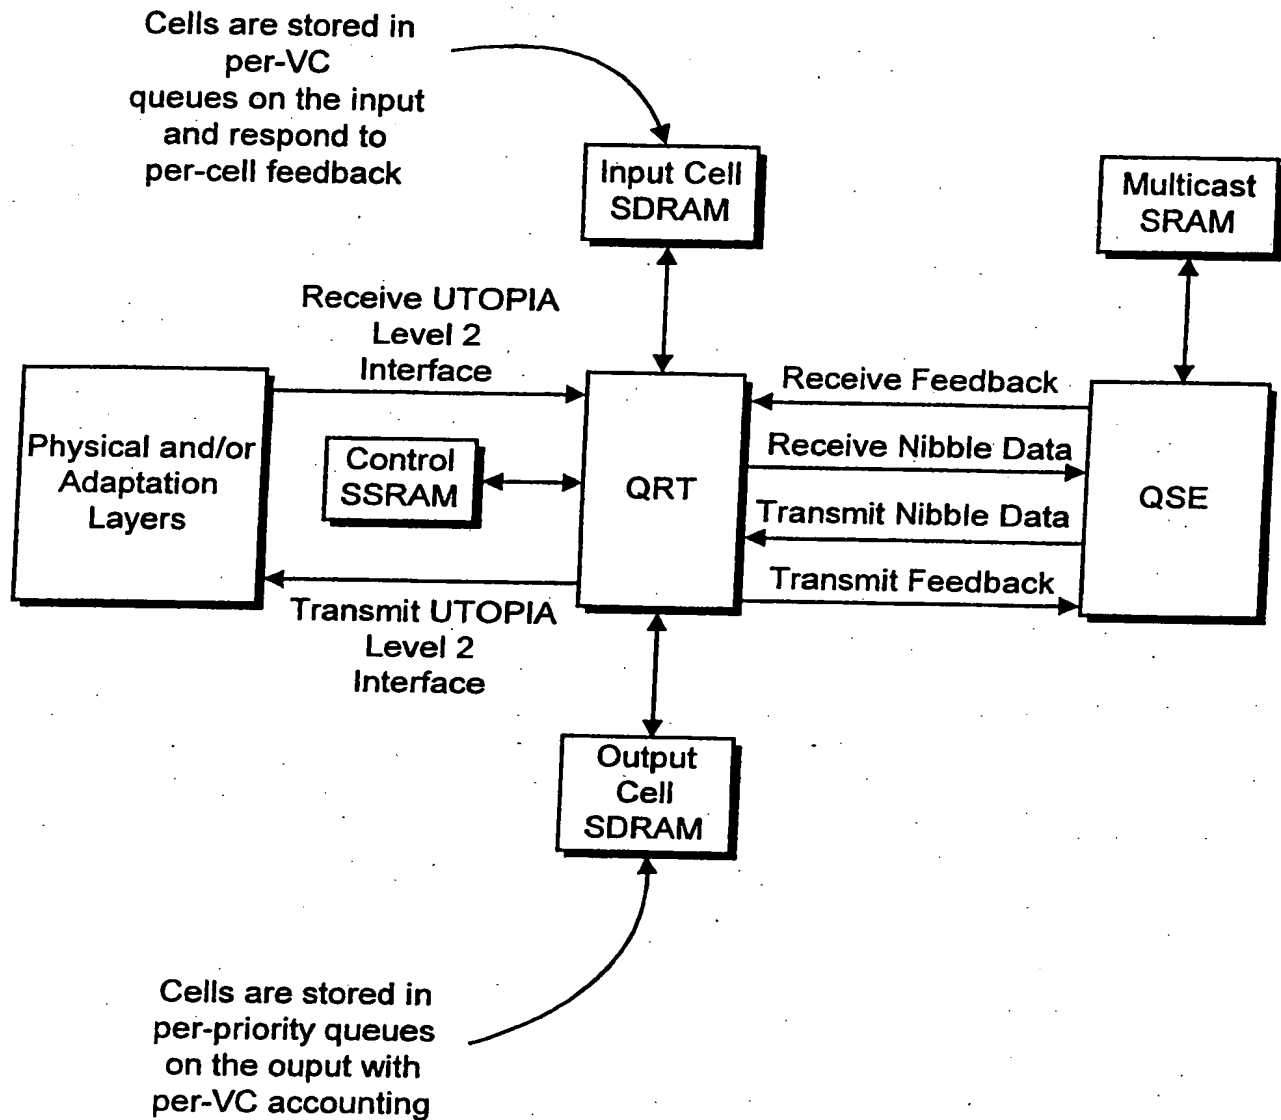 Cells are stored in
per-VC
queues on the input
and respond to
per-cell feedback
Input Cell
SDRAM
Multicast
SRAM
Receive UTOPIA
Level 2
Interface
Physical and/or
Adaptation
Layers
Control
SSRAM
QRT
Receive Feedback
Receive Nibble Data
Transmit Nibble Data
Transmit Feedback
QSE
Transmit UTOPIA
Level 2
Interface
Output
Cell
SDRAM
Cells are stored in
per-priority queues
on the ouput with
per-VC accounting